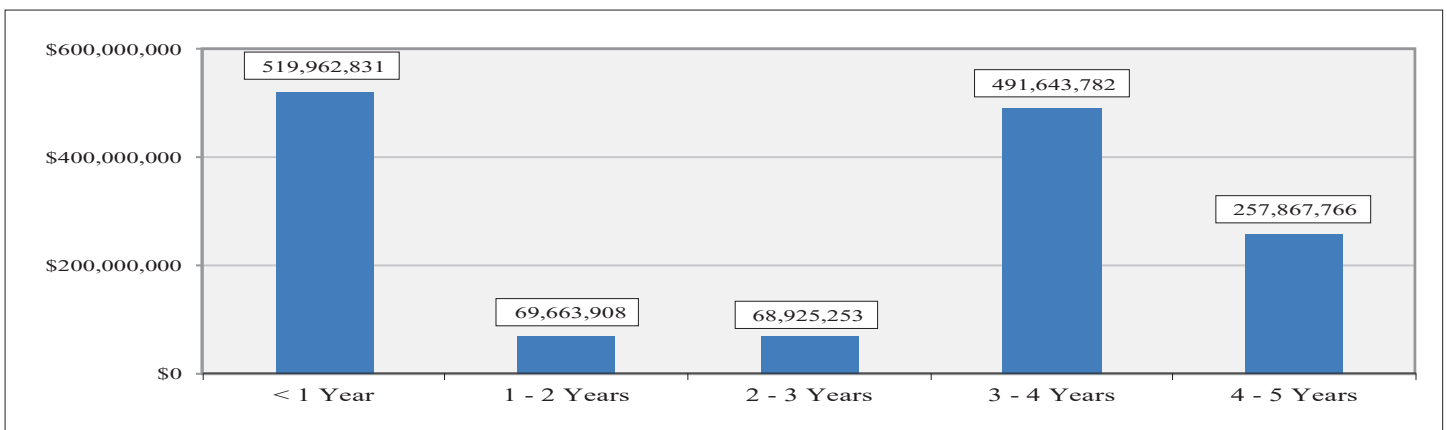 $600,000,000
519,962,831
491,643,782
$400,000,000
257,867,766
$200,000,000
69,663,908
68,925,253
$0
< 1 Year
1 - 2 Years
2 - 3 Years
3 - 4 Years
4 - 5 Years